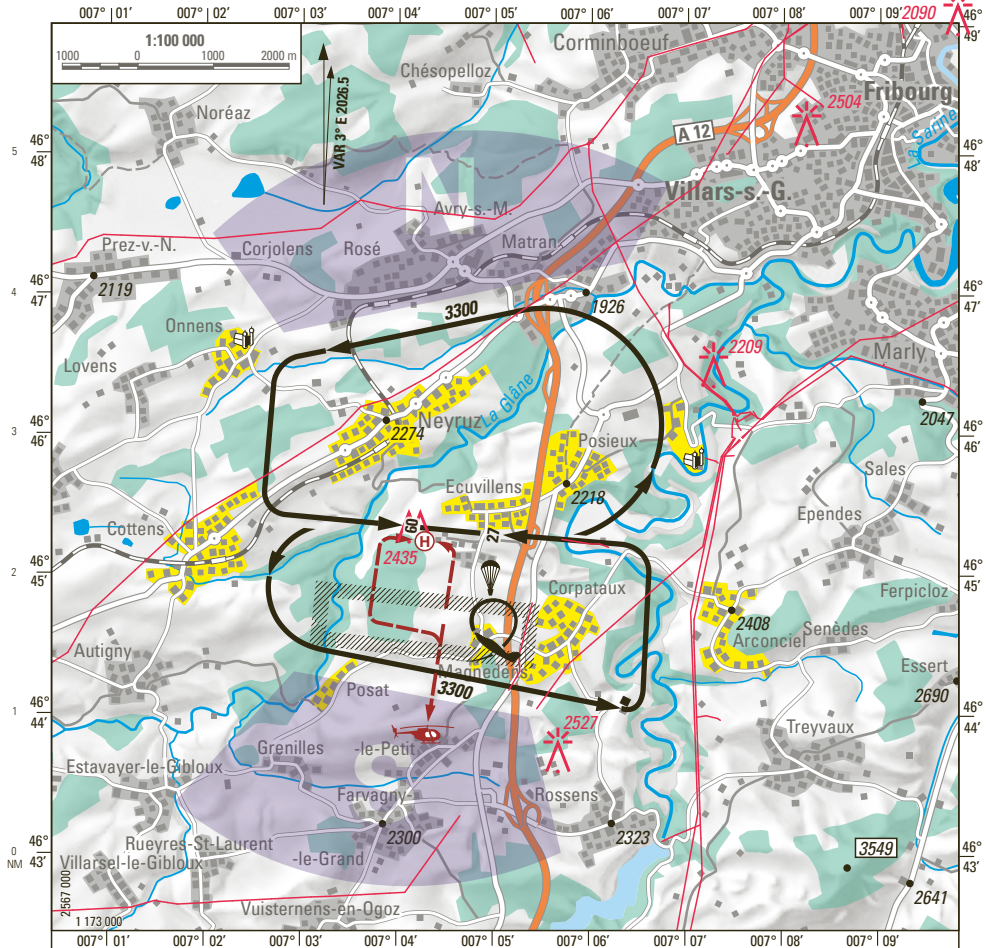 007° 01' 007° 02' 007° 03' 007° 04' 007° 05' 007° 06' 007° 07' 007° 08' 007° 09' 2090 46°
49'
1:100 000
1000 0 1000 2000 m
VAR 3° E 2026.5
Corminboeuf
Chésopelloz
Noréaz
2504
Fribourg
A 12
La Sarine
46°
5
48'
46°
48'
N
Villars-s.-G.
Avry-s.-M.
Prez-v.-N.
Corjolens
Rosé
Matran
2119
46°
4
47'
46°
47'
1926
3300
Onnens
Lovens
2209
Marly
La Glâne
Neyruz
2274
2047
46°
3
46'
46°
46'
Posieux
Sales
Ecuvillens
2218
Ependes
Cottens
09
27
H
2435
46°
2
45'
46°
45'
Corpataux
Ferpicloz
2408
Arconciel
Senèdes
Autigny
Magnedens
Essert
Posat
3300
2690
46°
1
44'
46°
44'
2527
Treyvaux
Grenilles
-le-Petit
Estavayer-le-Gibloux
S
Farvagny-
Rossens
2300
2323
46°
0
NM
43'
46°
43'
Rueyres-St-Laurent
-le-Grand
Villarsel-le-Gibloux
3549
2641
2 567 000
1 173 000
Vuisternens-en-Ogoz
007° 01' 007° 02' 007° 03' 007° 04' 007° 05' 007° 06' 007° 07' 007° 08' 007° 09'